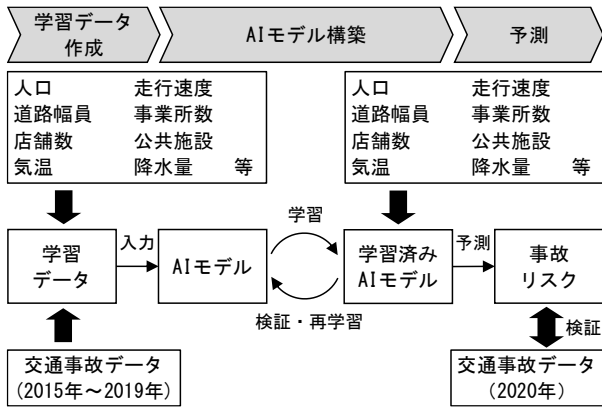 学習データ
作成
AIモデル構築
予測
人口 走行速度
道路幅員 事業所数
店舗数 公共施設
気温 降水量 等
人口 走行速度
道路幅員 事業所数
店舗数 公共施設
気温 降水量 等
学習
データ
入力
AIモデル
学習
検証・再学習
学習済み
AIモデル
予測
事故
リスク
検証
交通事故データ
(2015年～2019年)
交通事故データ
(2020年)